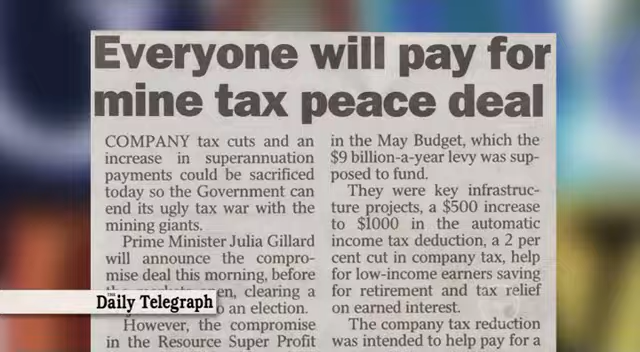 Everyone will pay for
mine tax peace deal
COMPANY tax cuts and an
increase in superannuation
payments could be sacrificed
today so the Government can
end its ugly tax war with the
mining giants.
Prime Minister Julia Gillard
will announce the compro-
mise deal this morning, before
en, clearing a
o an election.
However, the compromise
in the Resource Super Profit
in the May Budget, which the
$9 billion-a-year levy was sup-
posed to fund.
They were key infrastruc-
ture projects, a $500 increase
to $1000 in the automatic
income tax deduction, a 2 per
cent cut in company tax, help
for low-income earners saving
for retirement and tax relief
on earned interest.
The company tax reduction
was intended to help pay for a
The Daily Telegraph